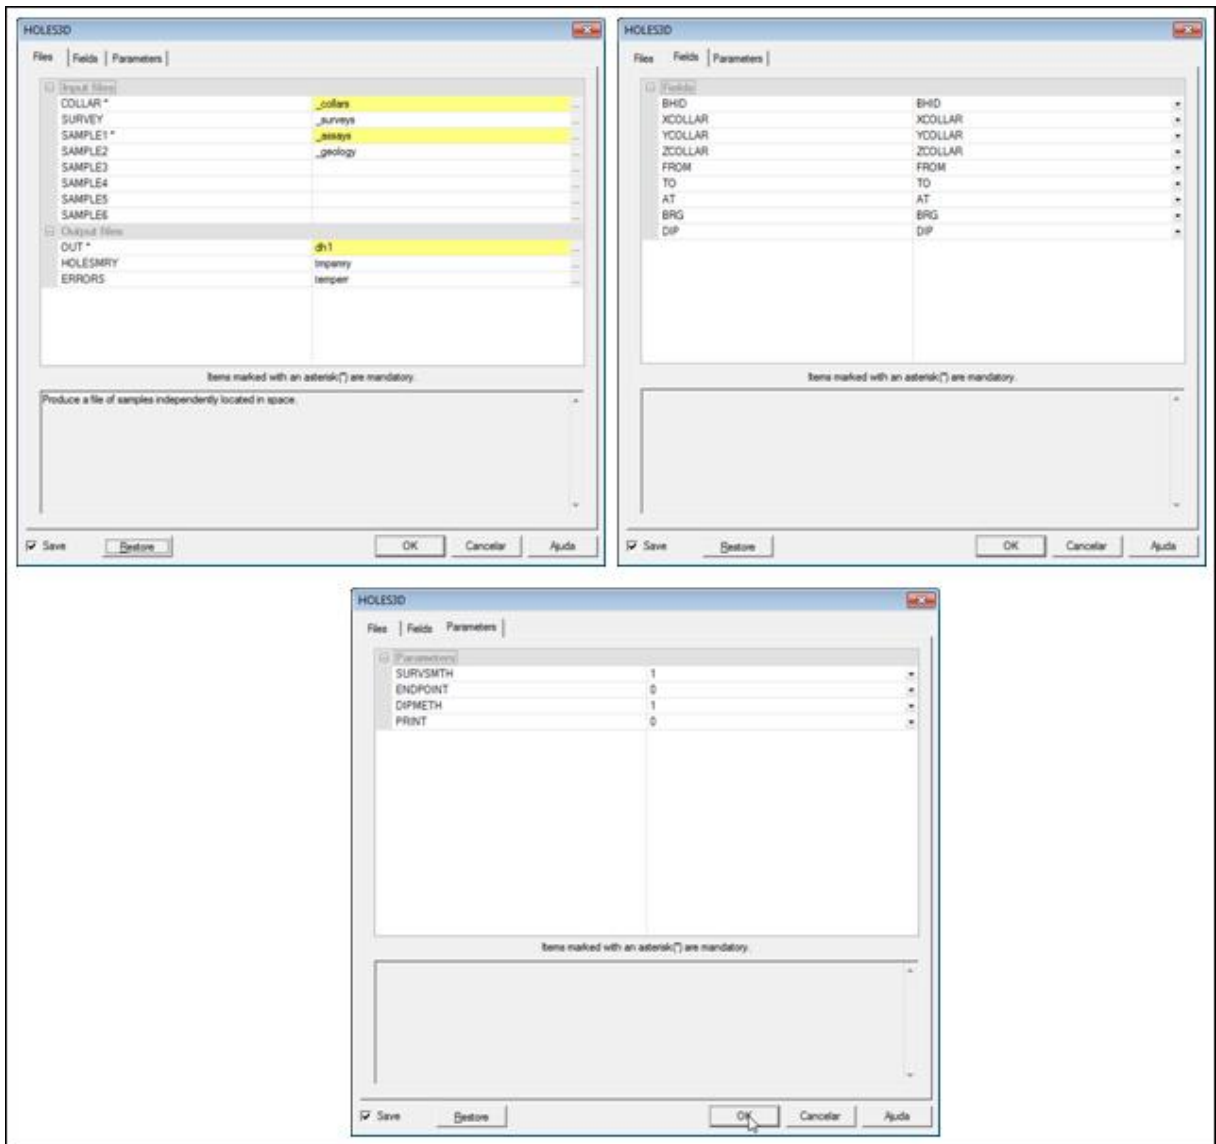 HOLES3D
Files Fields Parameters
Input files
COLLAR * _collars
SURVEY _surveys
SAMPLE1 * _assays
SAMPLE2 _geology
SAMPLE3
SAMPLE4
SAMPLE5
SAMPLE6
Output files
OUT * dh1
HOLESMRY
ERRORS temperr
Items marked with an asterisk(*) are mandatory.
Produce a file of samples independently located in space.
Save Restore OK Cancelar Ajuda
HOLES3D
Files Fields Parameters
Fields
BHID BHID
XCOLLAR XCOLLAR
YCOLLAR YCOLLAR
ZCOLLAR ZCOLLAR
FROM FROM
TO TO
AT AT
BRG BRG
DIP DIP
Items marked with an asterisk(*) are mandatory.
Save Restore OK Cancelar Ajuda
HOLES3D
Files Fields Parameters
Parameters
SURVSMTH 1
ENDPOINT 0
DIPMETH 1
PRINT 0
Items marked with an asterisk(*) are mandatory.
Save Restore OK Cancelar Ajuda